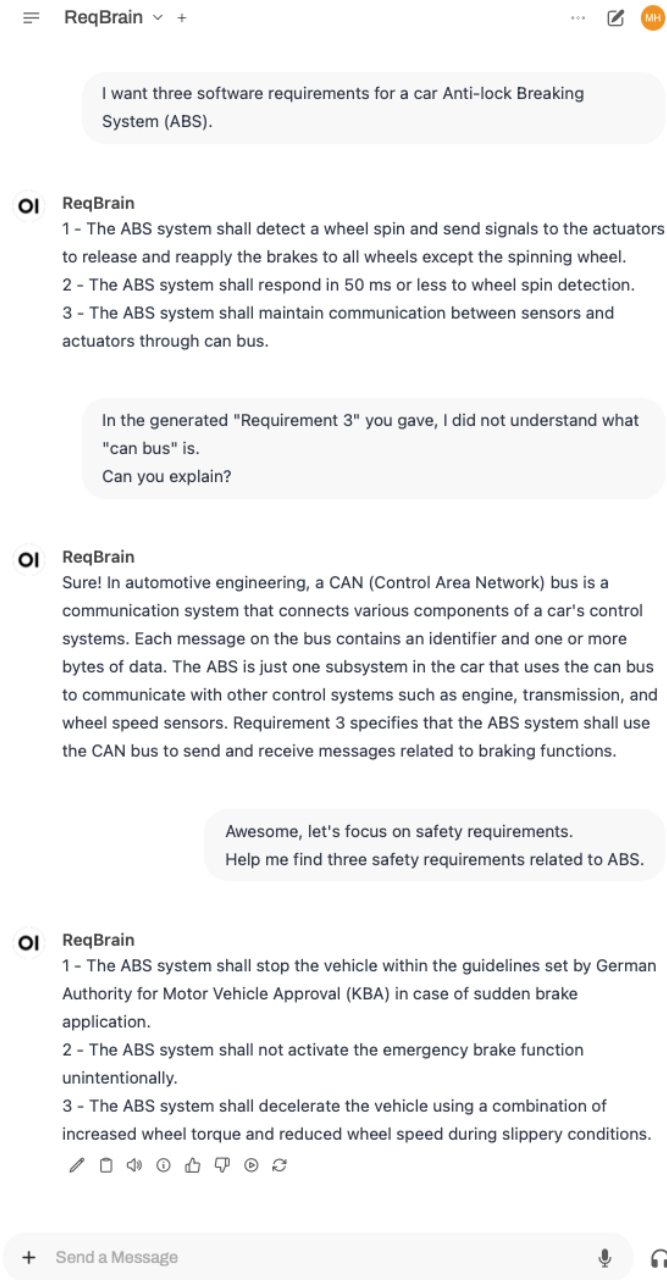 ReqBrain
MH
I want three software requirements for a car Anti-lock Breaking
System (ABS).
OI
ReqBrain
1 - The ABS system shall detect a wheel spin and send signals to the actuators
to release and reapply the brakes to all wheels except the spinning wheel.
2 - The ABS system shall respond in 50 ms or less to wheel spin detection.
3 - The ABS system shall maintain communication between sensors and
actuators through can bus.
In the generated "Requirement 3" you gave, I did not understand what
"can bus" is.
Can you explain?
OI
ReqBrain
Sure! In automotive engineering, a CAN (Control Area Network) bus is a
communication system that connects various components of a car's control
systems. Each message on the bus contains an identifier and one or more
bytes of data. The ABS is just one subsystem in the car that uses the can bus
to communicate with other control systems such as engine, transmission, and
wheel speed sensors. Requirement 3 specifies that the ABS system shall use
the CAN bus to send and receive messages related to braking functions.
Awesome, let's focus on safety requirements.
Help me find three safety requirements related to ABS.
OI
ReqBrain
1 - The ABS system shall stop the vehicle within the guidelines set by German
Authority for Motor Vehicle Approval (KBA) in case of sudden brake
application.
2 - The ABS system shall not activate the emergency brake function
unintentionally.
3 - The ABS system shall decelerate the vehicle using a combination of
increased wheel torque and reduced wheel speed during slippery conditions.
Send a Message